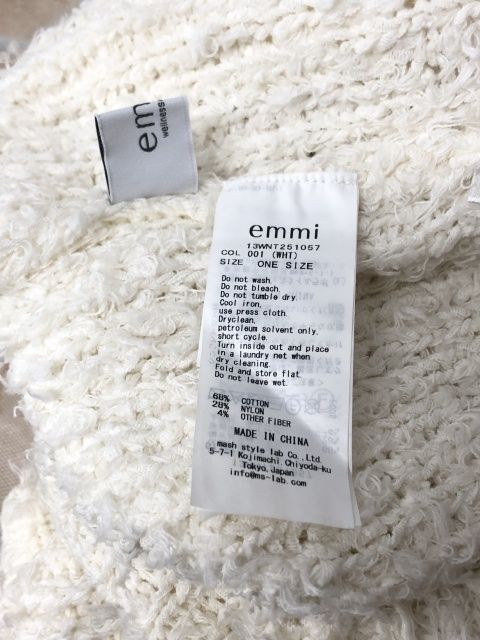 em
wellness
emmi
13WNT251057
COL 001 (WHT)
SIZE ONE SIZE
Do not wash.
Do not bleach.
Do not tumble dry.
Cool iron.
use press cloth.
Dryclean.
petroleum solvent only.
short cycle.
Turn inside out and place
in a laundry net when
dry cleaning.
Fold and store flat.
Do not leave wet.
68% COTTON
28% NYLON
4% OTHER FIBER
MADE IN CHINA
mash style lab Co.,Ltd.
5-7-1 Kojimachi,Chiyoda-ku
Tokyo,Japan
info@ms-lab.com